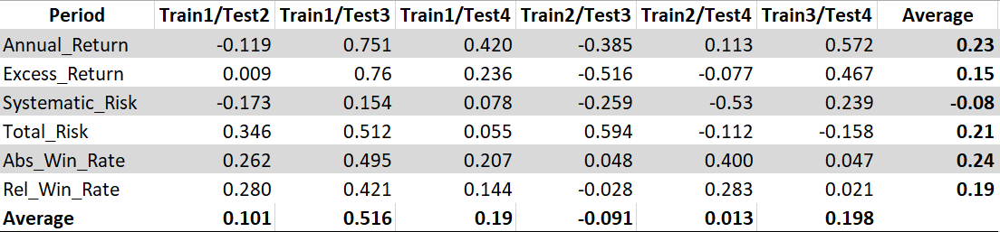 Period Train1/Test2 Train1/Test3 Train1/Test4 Train2/Test3 Train2/Test4 Train3/Test4 Average
Annual_Return -0.119 0.751 0.420 -0.385 0.113 0.572 0.23
Excess_Return 0.009 0.76 0.236 -0.516 -0.077 0.467 0.15
Systematic_Risk -0.173 0.154 0.078 -0.259 -0.53 0.239 -0.08
Total_Risk 0.346 0.512 0.055 0.594 -0.112 -0.158 0.21
Abs_Win_Rate 0.262 0.495 0.207 0.048 0.400 0.047 0.24
Rel_Win_Rate 0.280 0.421 0.144 -0.028 0.283 0.021 0.19
Average 0.101 0.516 0.19 -0.091 0.013 0.198